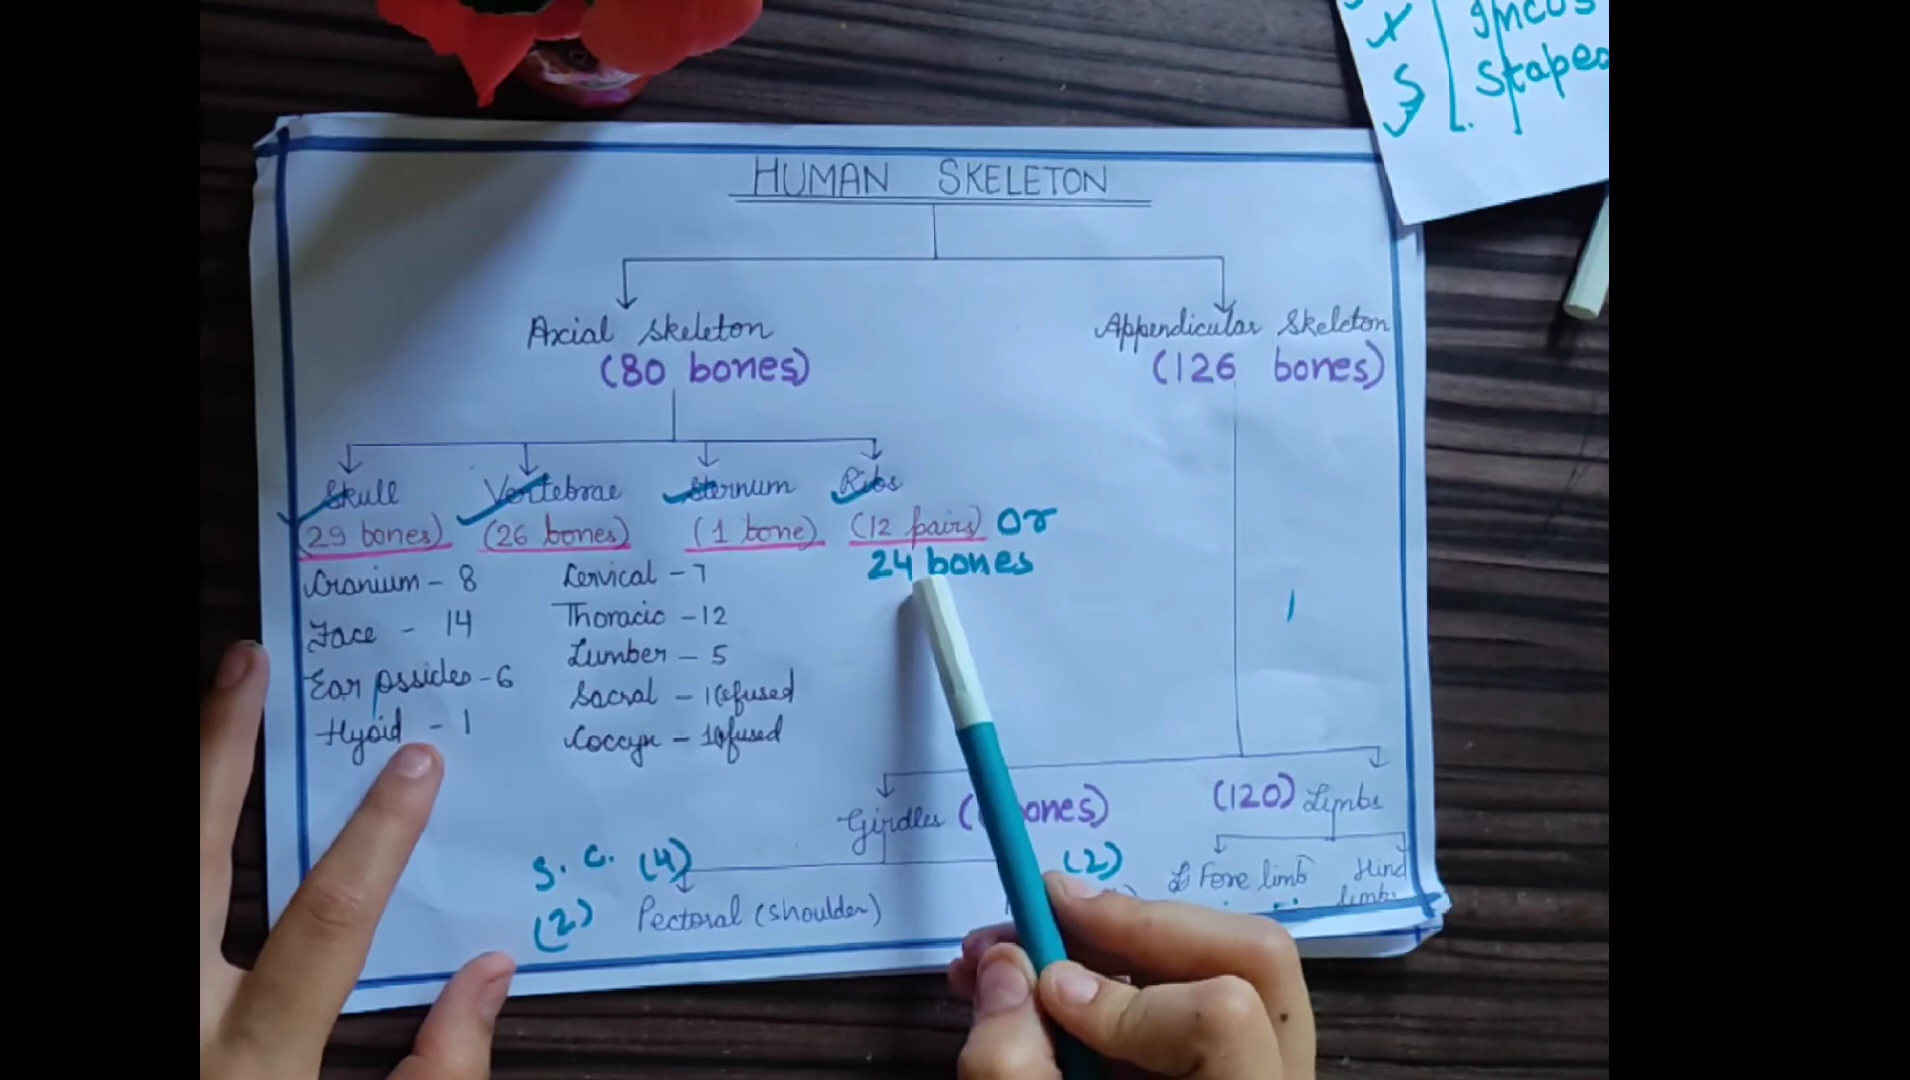 Incus
Stapes
HUMAN SKELETON
Axial skeleton
(80 bones)
Appendicular Skeleton
(126 bones)
Skull
(29 bones)
Cranium - 8
Face - 14
Ear ossicles - 6
Hyoid - 1
Vertebrae
(26 bones)
Cervical - 7
Thoracic - 12
Lumber - 5
Sacral - 1
Coccyx - 1
Sternum
(1 bone)
Ribs
(12 pairs) or
24 bones
Girdles
(120) Limbs
S. C. (4)
(2)
Pectoral (shoulder)
(2)
Fore limb
Hind
limb